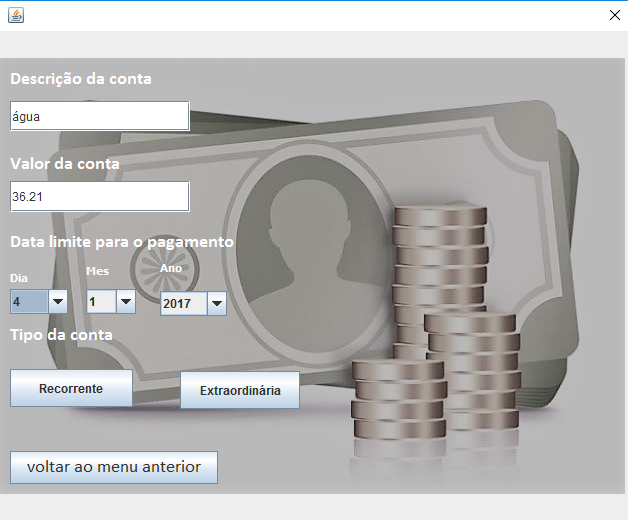 Descrição da conta
água
Valor da conta
36.21
Data limite para o pagamento
Dia Mes Ano
4 1 2017
Tipo da conta
Recorrente Extraordinária
voltar ao menu anterior